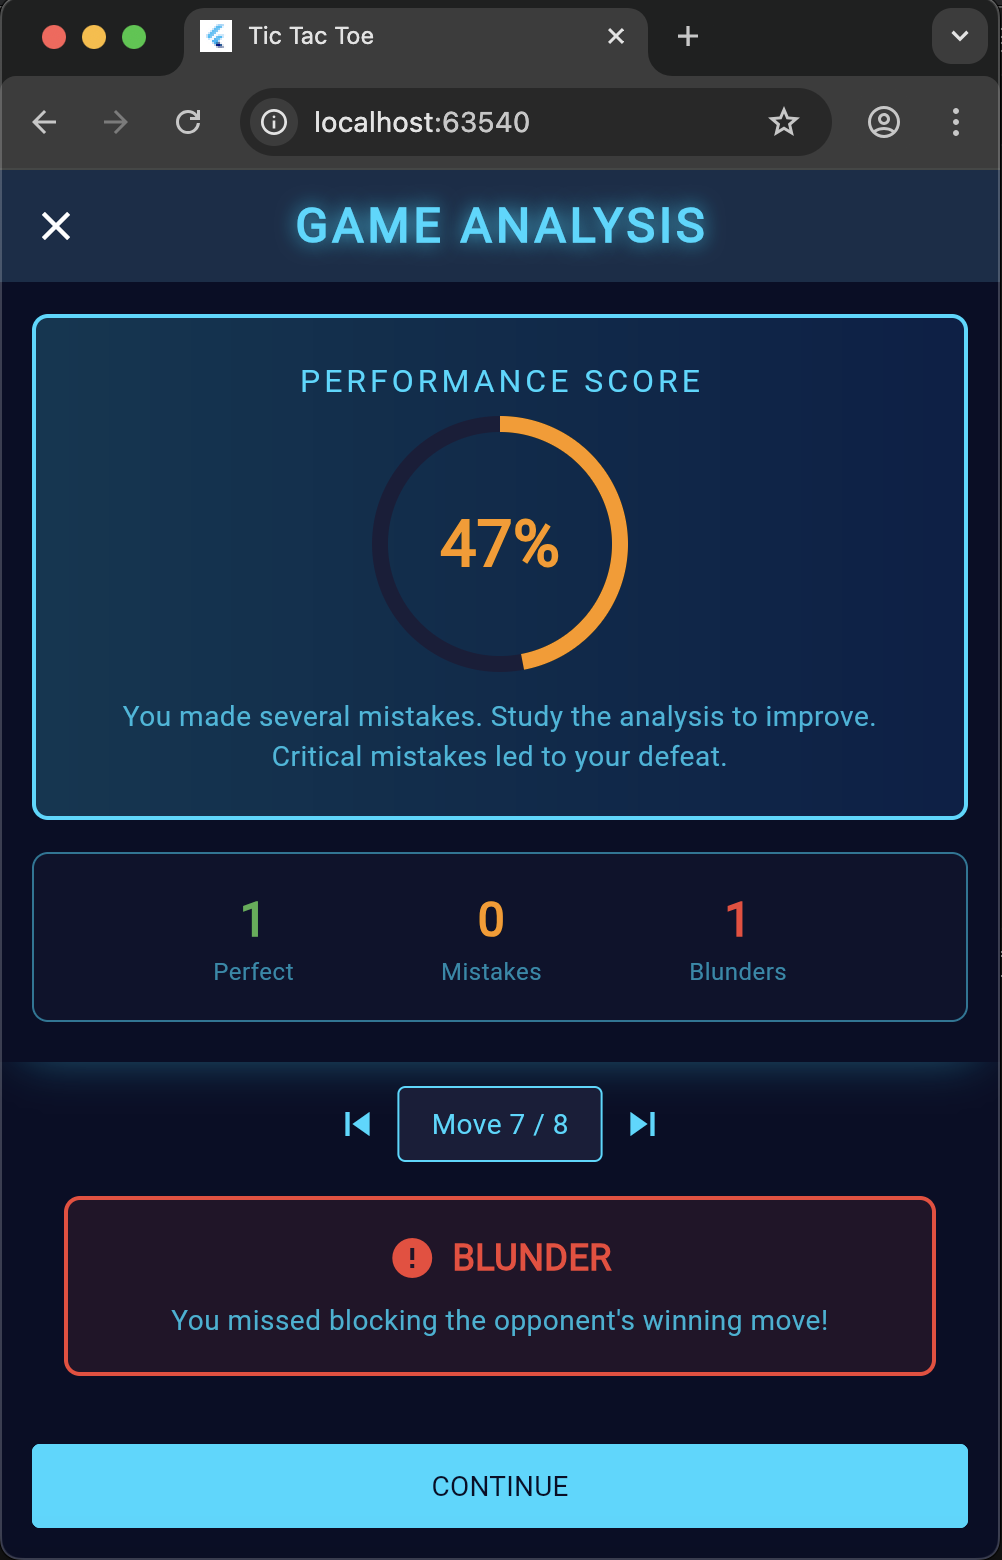 Tic Tac Toe
localhost:63540
GAME ANALYSIS
PERFORMANCE SCORE
47%
You made several mistakes. Study the analysis to improve.
Critical mistakes led to your defeat.
1 0 1
Perfect Mistakes Blunders
Move 7 / 8
BLUNDER
You missed blocking the opponent's winning move!
CONTINUE